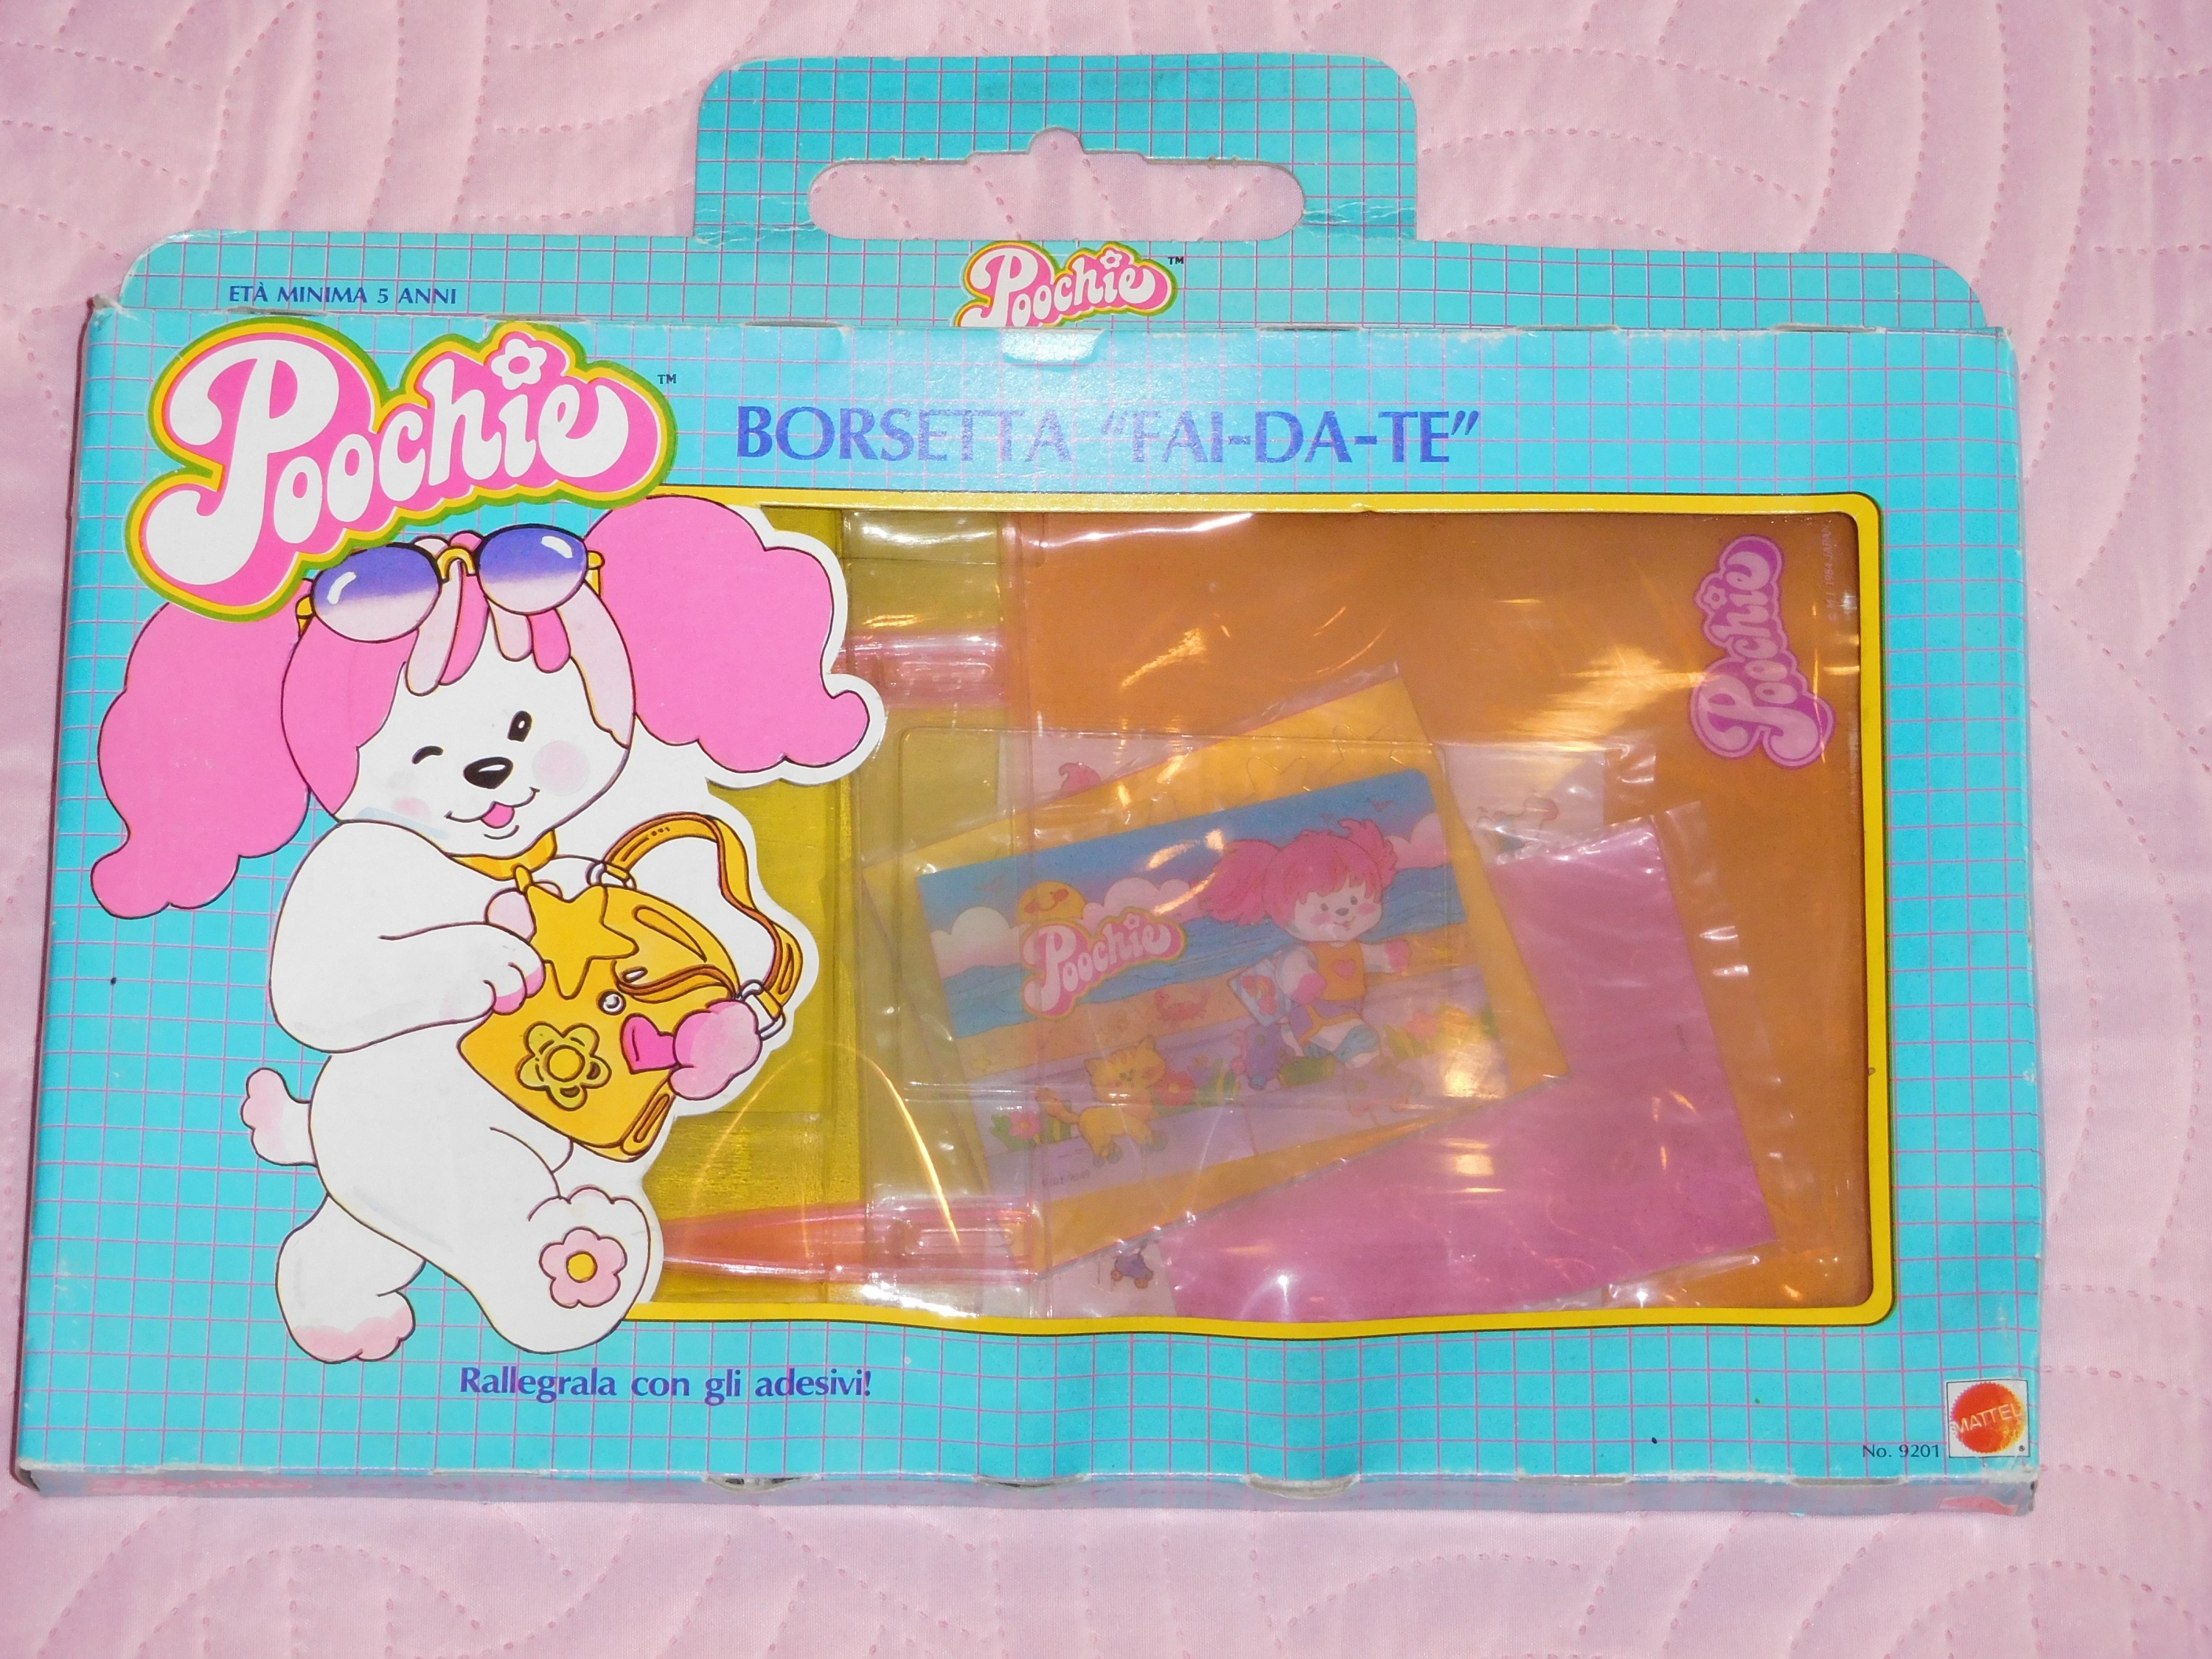 Poochie™
ETÀ MINIMA 5 ANNI
Poochie™
BORSETTA "FAI-DA-TE"
Poochie
Poochie
Rallegrala con gli adesivi!
MATTEL
No. 9201